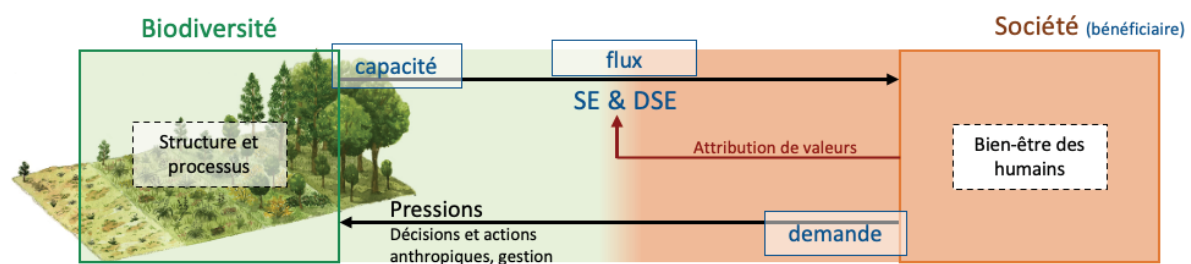 Biodiversité
Société (bénéficiaire)
capacité
flux
SE & DSE
Structure et
processus
Attribution de valeurs
Bien-être des
humains
Pressions
Décisions et actions
anthropiques, gestion
demande